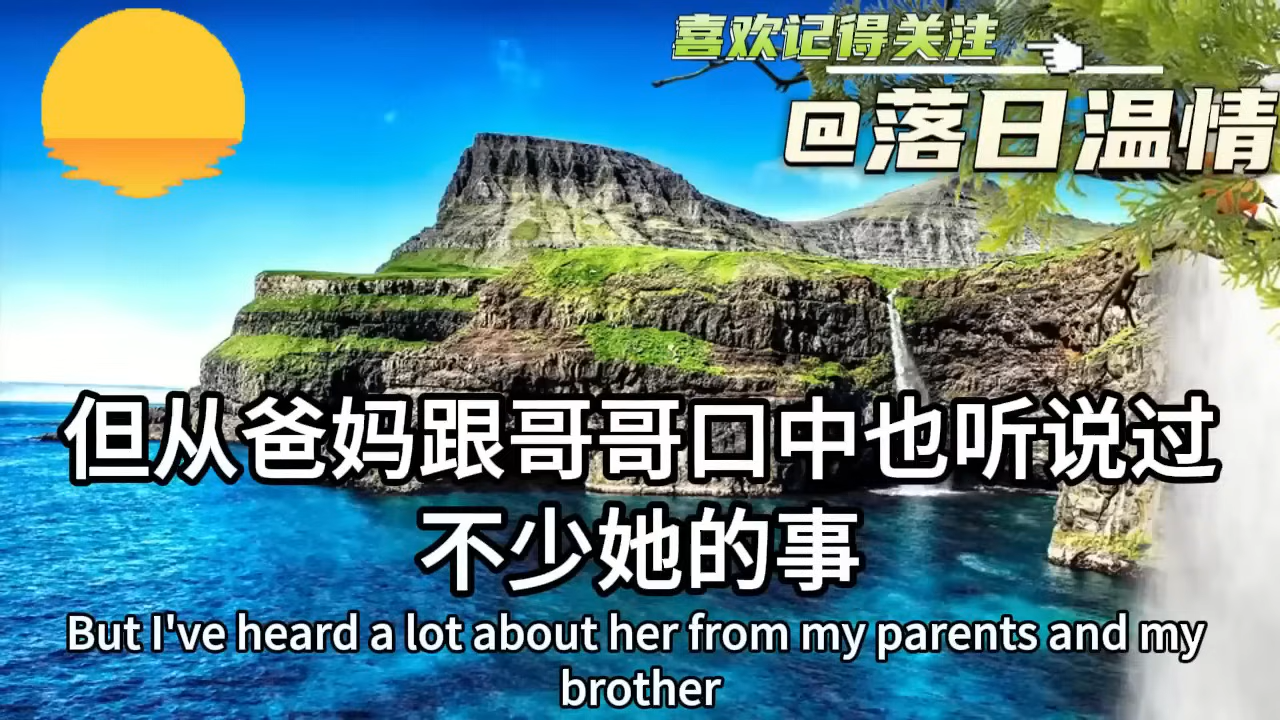 喜欢记得关注
@落日温情
但从爸妈跟哥哥口中也听说过
不少她的事
But I've heard a lot about her from my parents and my
brother